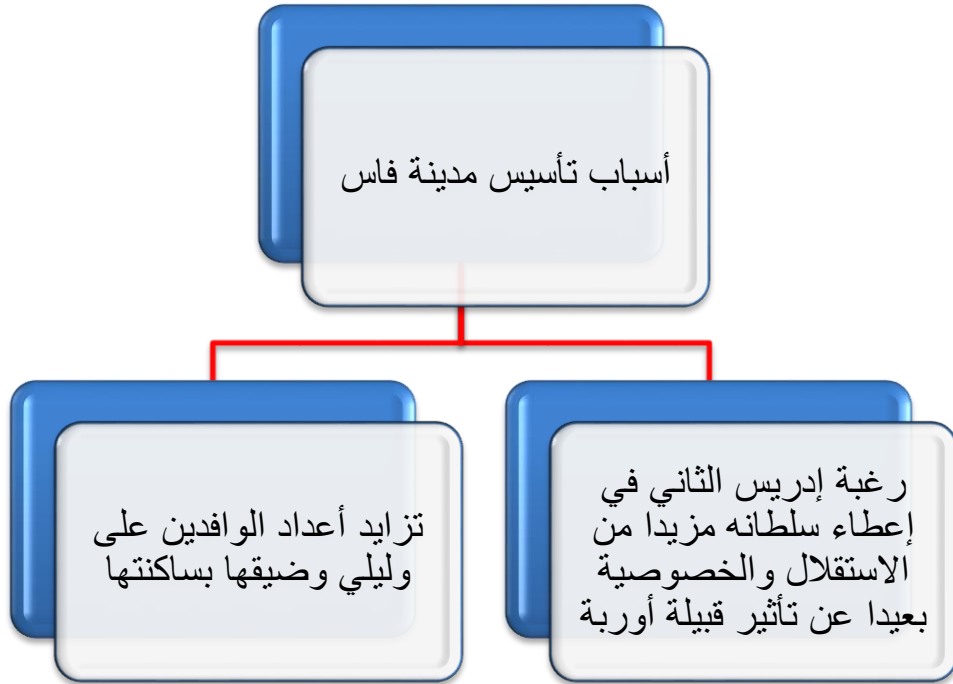 أسباب تأسيس مدينة فاس
رغبة إدريس الثاني في
إعطاء سلطانه مزيدا من
الاستقلال والخصوصية
بعيدا عن تأثير قبيلة أوربة
تزايد أعداد الوافدين على
وليلي وضيقها بساكنتها